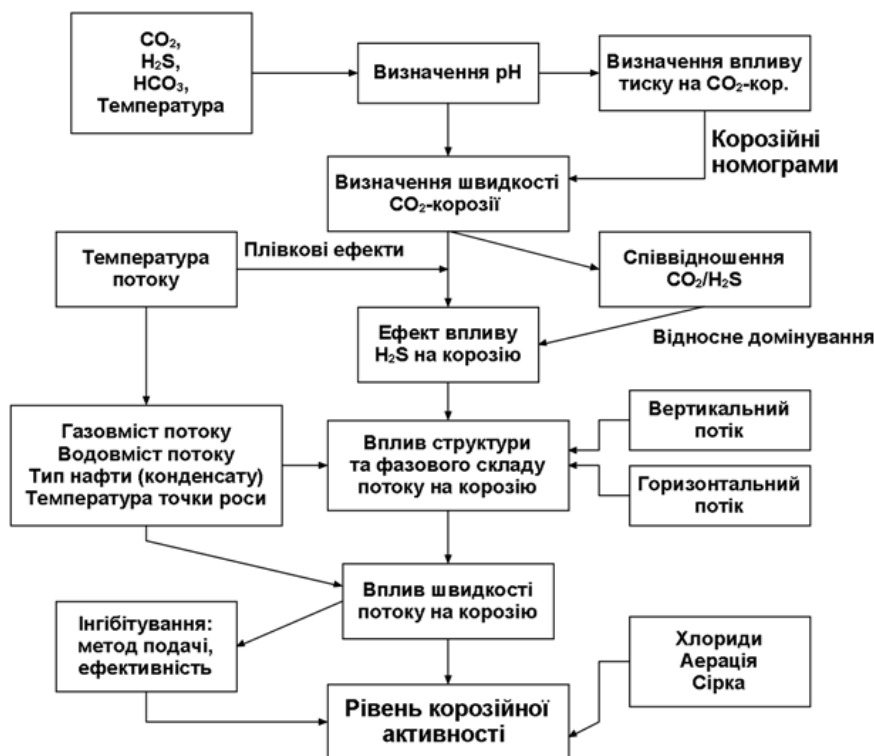 CO₂,
H₂S,
HCO₃,
Температура
Визначення pH
Визначення впливу
тиску на CO₂-кор.
Корозійні
номограми
Визначення швидкості
CO₂-корозії
Плівкові ефекти
Температура
потоку
Співвідношення
CO₂/H₂S
Ефект впливу
H₂S на корозію
Відносне домінування
Газовміст потоку
Водовміст потоку
Тип нафти (конденсату)
Температура точки роси
Вплив структури
та фазового складу
потоку на корозію
Вертикальний
потік
Горизонтальний
потік
Вплив швидкості
потоку на корозію
Інгібітування:
метод подачі,
ефективність
Хлориди
Аерація
Сірка
Рівень корозійної
активності